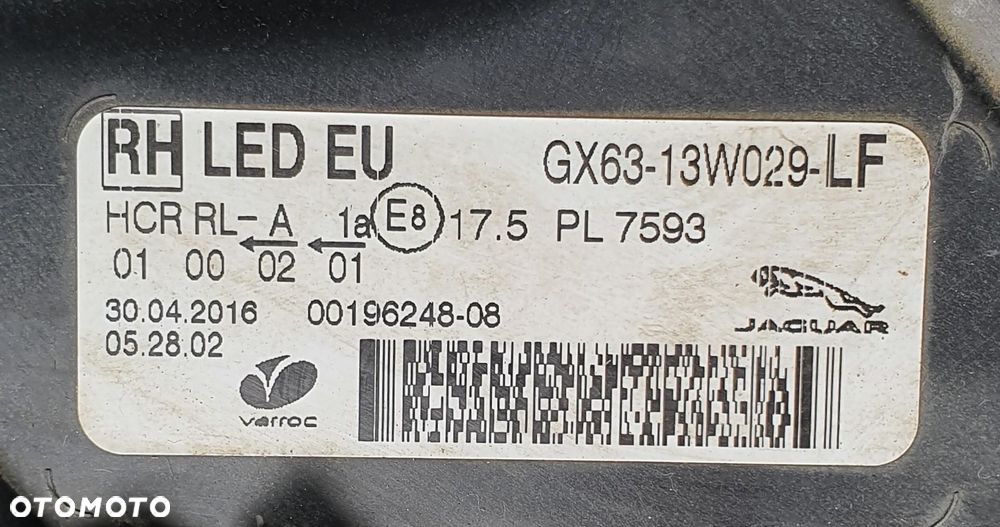 RH LED EU GX63-13W029-LF
HCR RL- A 1a E8 17.5 PL 7593
01 00 02 01
30.04.2016 00196248-08
05.28.02
JAGUAR
varroc
OTOMOTO